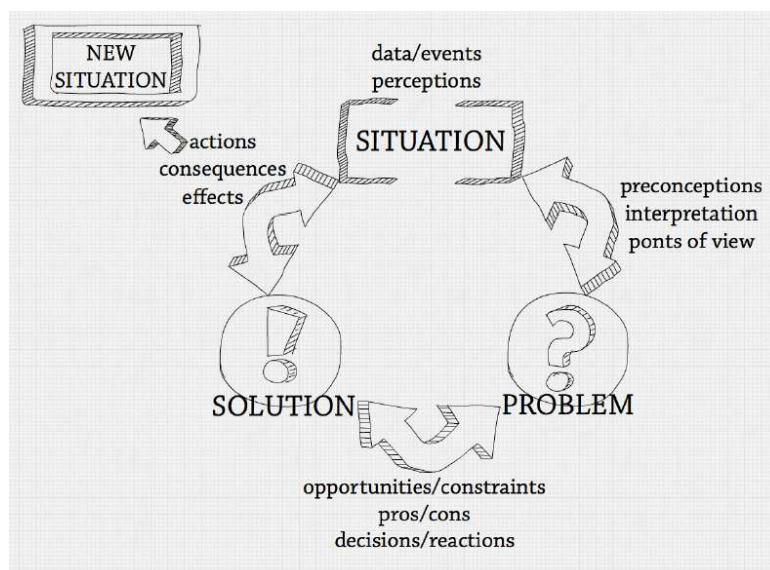 NEW
SITUATION
data/events
perceptions
SITUATION
actions
consequences
effects
preconceptions
interpretation
ponts of view
SOLUTION
PROBLEM
opportunities/constraints
pros/cons
decisions/reactions